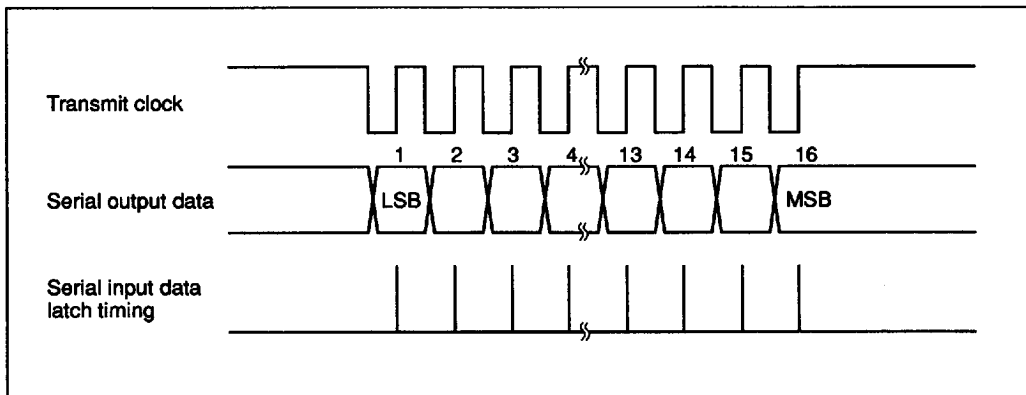 Transmit clock
1 2 3 4 13 14 15 16
Serial output data LSB MSB
Serial input data
latch timing